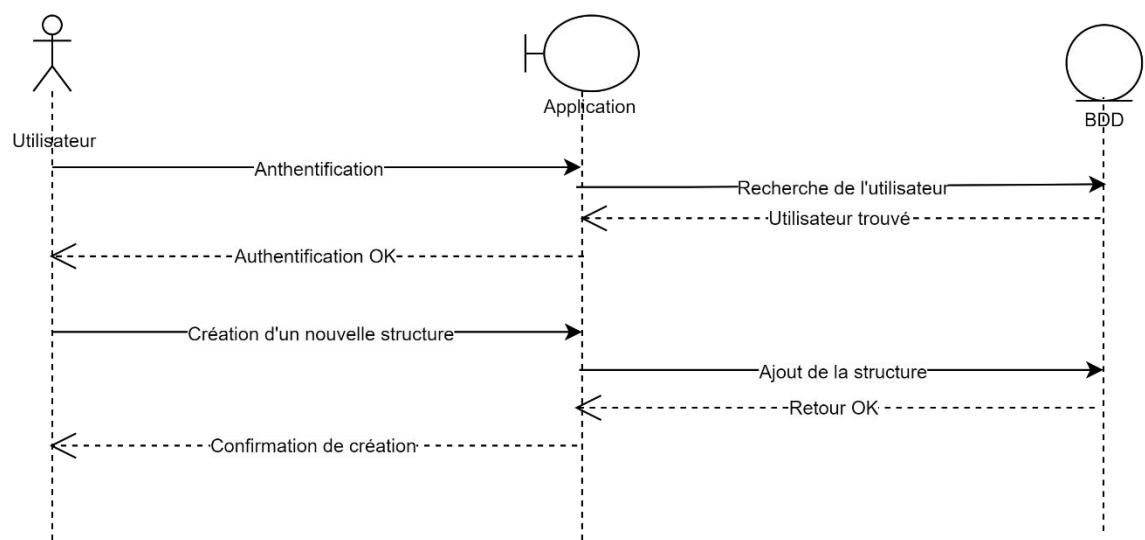 Application
BDD
Utilisateur
Anthentification
Recherche de l'utilisateur
Utilisateur trouvé
Authentification OK
Création d'un nouvelle structure
Ajout de la structure
Retour OK
Confirmation de création